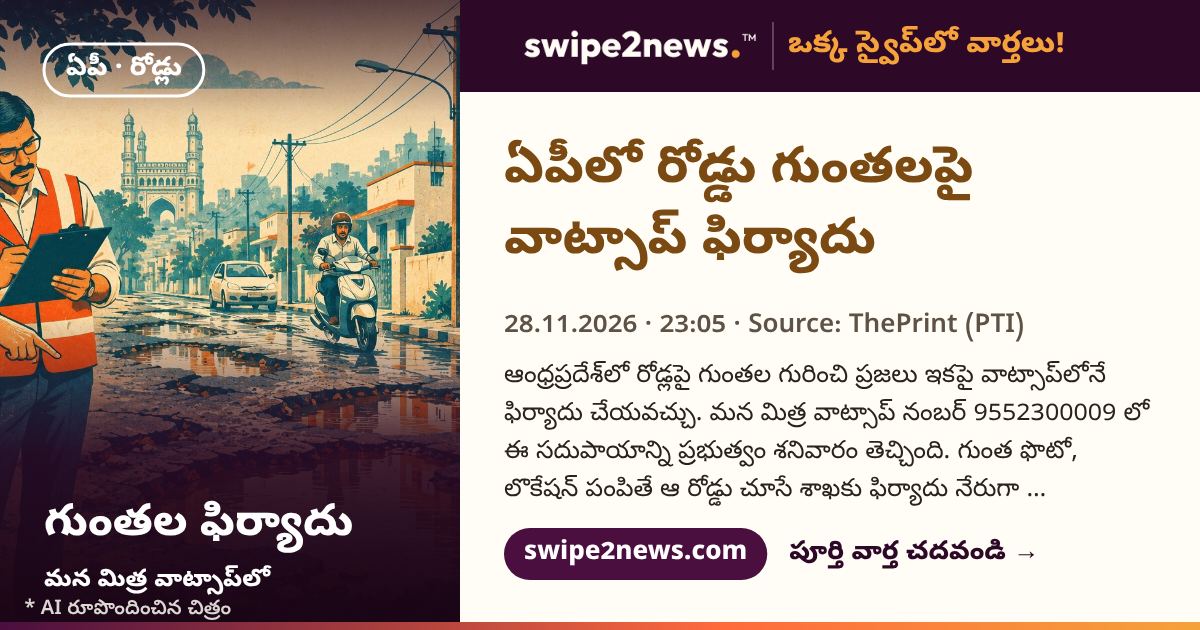 ఏపీ · రోడ్లు
గుంతల ఫిర్యాదు
మన మిత్ర వాట్సాప్‌లో
* AI రూపొందించిన చిత్రం
swipe2news.™ ఒక్క స్వైప్‌లో వార్తలు!
ఏపీలో రోడ్డు గుంతలపై
వాట్సాప్ ఫిర్యాదు
28.11.2026 · 23:05 · Source: ThePrint (PTI)
ఆంధ్రప్రదేశ్‌లో రోడ్లపై గుంతల గురించి ప్రజలు ఇకపై వాట్సాప్‌లోనే
ఫిర్యాదు చేయవచ్చు. మన మిత్ర వాట్సాప్ నంబర్ 9552300009 లో
ఈ సదుపాయాన్ని ప్రభుత్వం శనివారం తెచ్చింది. గుంత ఫొటో,
లొకేషన్ పంపితే ఆ రోడ్డు చూసే శాఖకు ఫిర్యాదు నేరుగా ...
swipe2news.com పూర్తి వార్త చదవండి →